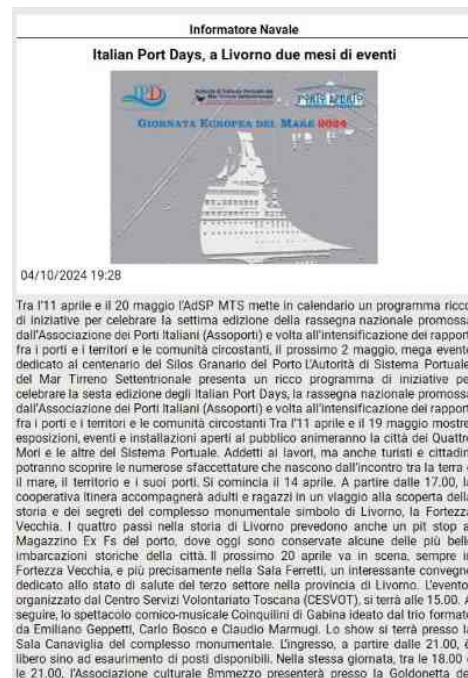 Informatore Navale
Italian Port Days, a Livorno due mesi di eventi
IPD
PORTO APERTO
GIORNATA EUROPEA DEL MARE 2024
04/10/2024 19:28
Tra l'11 aprile e il 20 maggio l'AdSP MTS mette in calendario un programma ricco
di iniziative per celebrare la settima edizione della rassegna nazionale promossa
dall'Associazione dei Porti Italiani (Assoporti) e volta all'intensificazione dei rapport
fra i porti e i territori e le comunità circostanti, il prossimo 2 maggio, mega evento
dedicato al centenario del Silos Granario del Porto L'Autorità di Sistema Portuale
del Mar Tirreno Settentrionale presenta un ricco programma di iniziative per
celebrare la sesta edizione degli Italian Port Days, la rassegna nazionale promossa
dall'Associazione dei Porti Italiani (Assoporti) e volta all'intensificazione dei rapport
fra i porti e i territori e le comunità circostanti Tra l'11 aprile e il 19 maggio mostre,
esposizioni, eventi e installazioni aperti al pubblico animeranno la città dei Quattro
Mori e le altre del Sistema Portuale. Addetti ai lavori, ma anche turisti e cittadini
potranno scoprire le numerose sfaccettature che nascono dall'incontro tra la terra e
il mare, il territorio e i suoi porti. Si comincia il 14 aprile. A partire dalle 17.00, la
cooperativa Itinera accompagnerà adulti e ragazzi in un viaggio alla scoperta della
storia e dei segreti del complesso monumentale simbolo di Livorno, la Fortezza
Vecchia. I quattro passi nella storia di Livorno prevedono anche un pit stop al
Magazzino Ex Fs del porto, dove oggi sono conservate alcune delle più belle
imbarcazioni storiche della città. Il prossimo 20 aprile va in scena, sempre in
Fortezza Vecchia, e più precisamente nella Sala Ferretti, un interessante convegno
dedicato allo stato di salute del terzo settore nella provincia di Livorno. L'evento,
organizzato dal Centro Servizi Volontariato Toscana (CESVOT), si terrà alle 15.00. A
seguire, lo spettacolo comico-musicale Coinquilini di Gabina ideato dal trio formato
da Emiliano Geppetti, Carlo Bosco e Claudio Marmugi. Lo show si terrà presso la
Sala Canaviglia del complesso monumentale. L'ingresso, a partire dalle 21.00, è
libero sino ad esaurimento di posti disponibili. Nella stessa giornata, tra le 18.00 e
le 21.00, l'Associazione culturale 8mmezzo presenterà presso la Goldonetta del